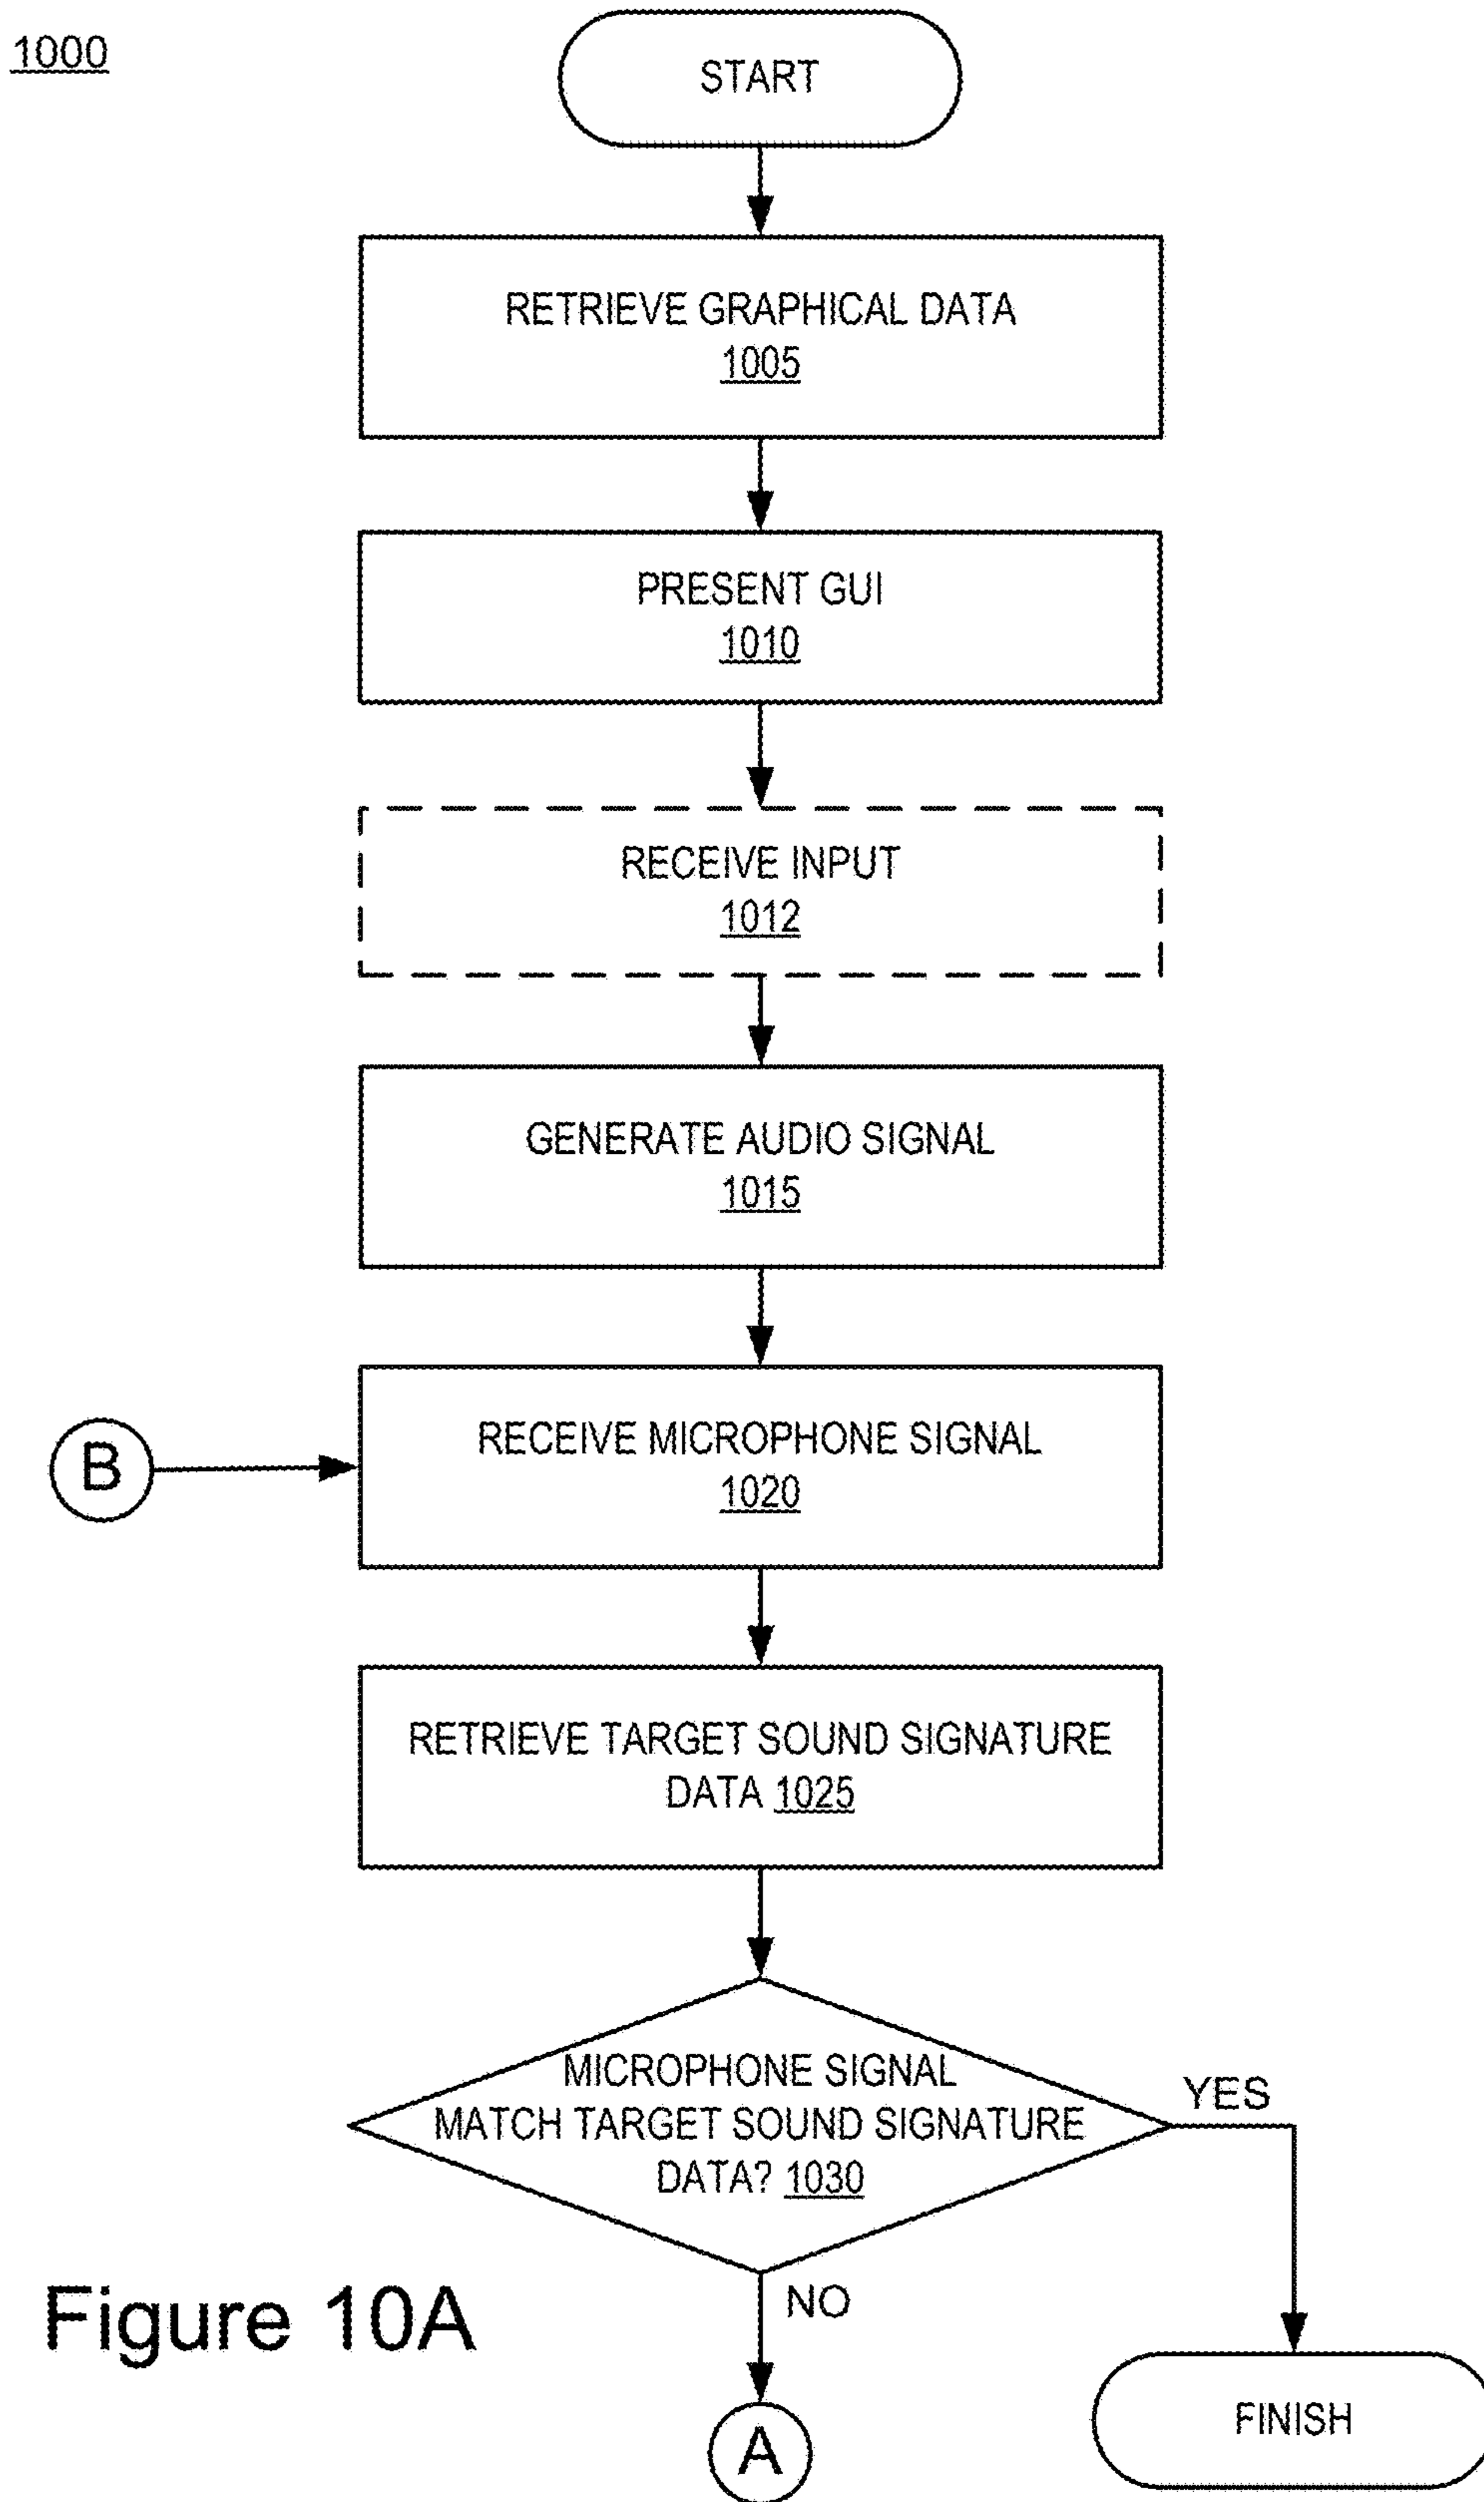 1000
START
RETRIEVE GRAPHICAL DATA
1005
PRESENT GUI
1010
RECEIVE INPUT
1012
GENERATE AUDIO SIGNAL
1015
B
RECEIVE MICROPHONE SIGNAL
1020
RETRIEVE TARGET SOUND SIGNATURE
DATA 1025
MICROPHONE SIGNAL
MATCH TARGET SOUND SIGNATURE
DATA? 1030
YES
NO
Figure 10A
FINISH
A